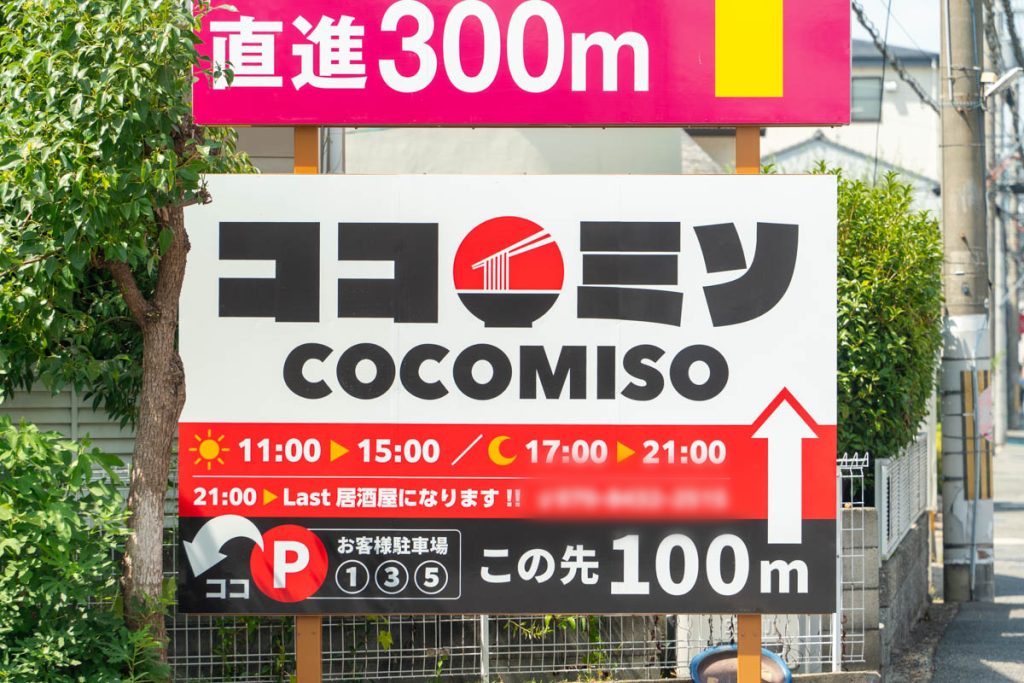 直進300m
ココミソ
COCOMISO
11:00 ▶ 15:00 / 17:00 ▶ 21:00
21:00 ▶ Last 居酒屋になります!!
ココ P お客様駐車場 ①③⑤
この先100m